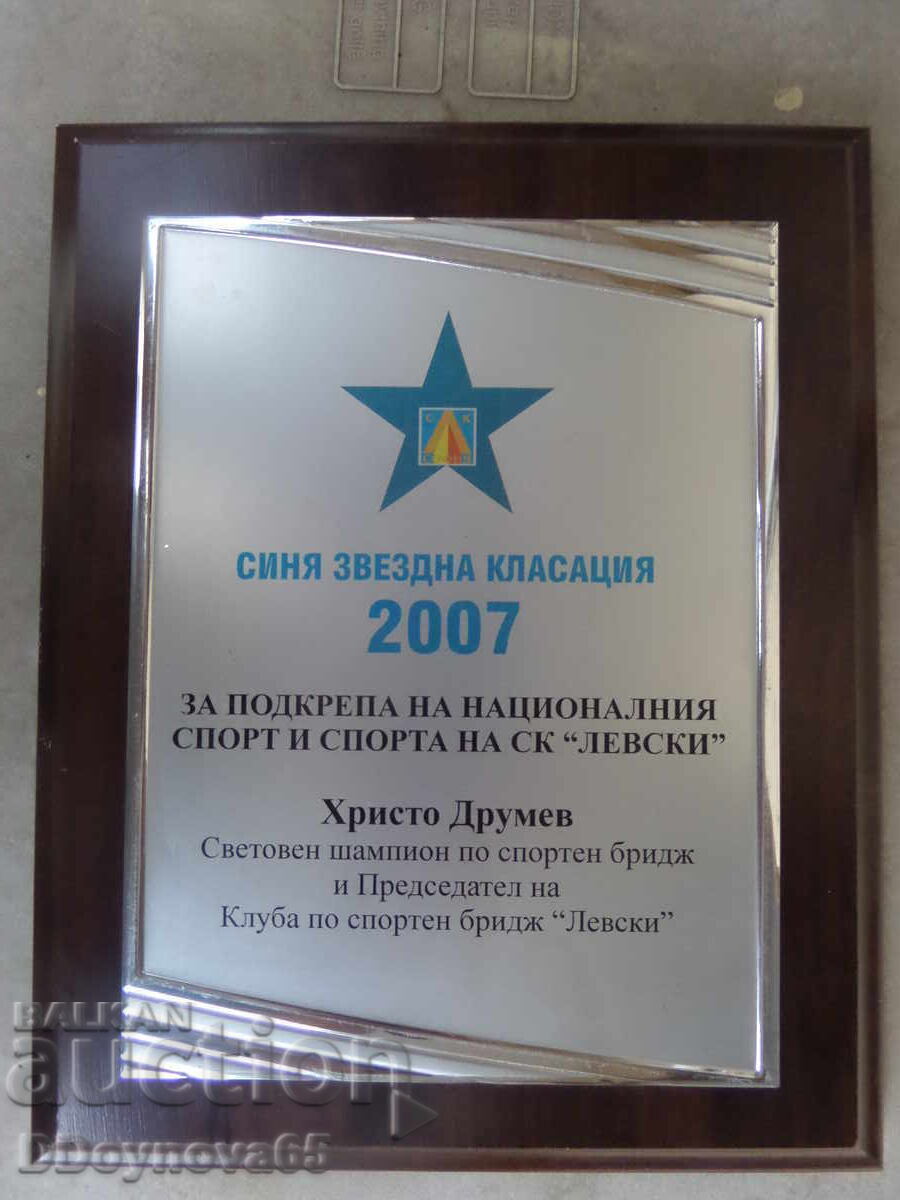 С К
СИНЯ ЗВЕЗДНА КЛАСАЦИЯ
2007
ЗА ПОДКРЕПА НА НАЦИОНАЛНИЯ
СПОРТ И СПОРТА НА СК “ЛЕВСКИ”
Христо Друмев
Световен шампион по спортен бридж
и Председател на
Клуба по спортен бридж “Левски”
BALKAN
auction
DDoynova65